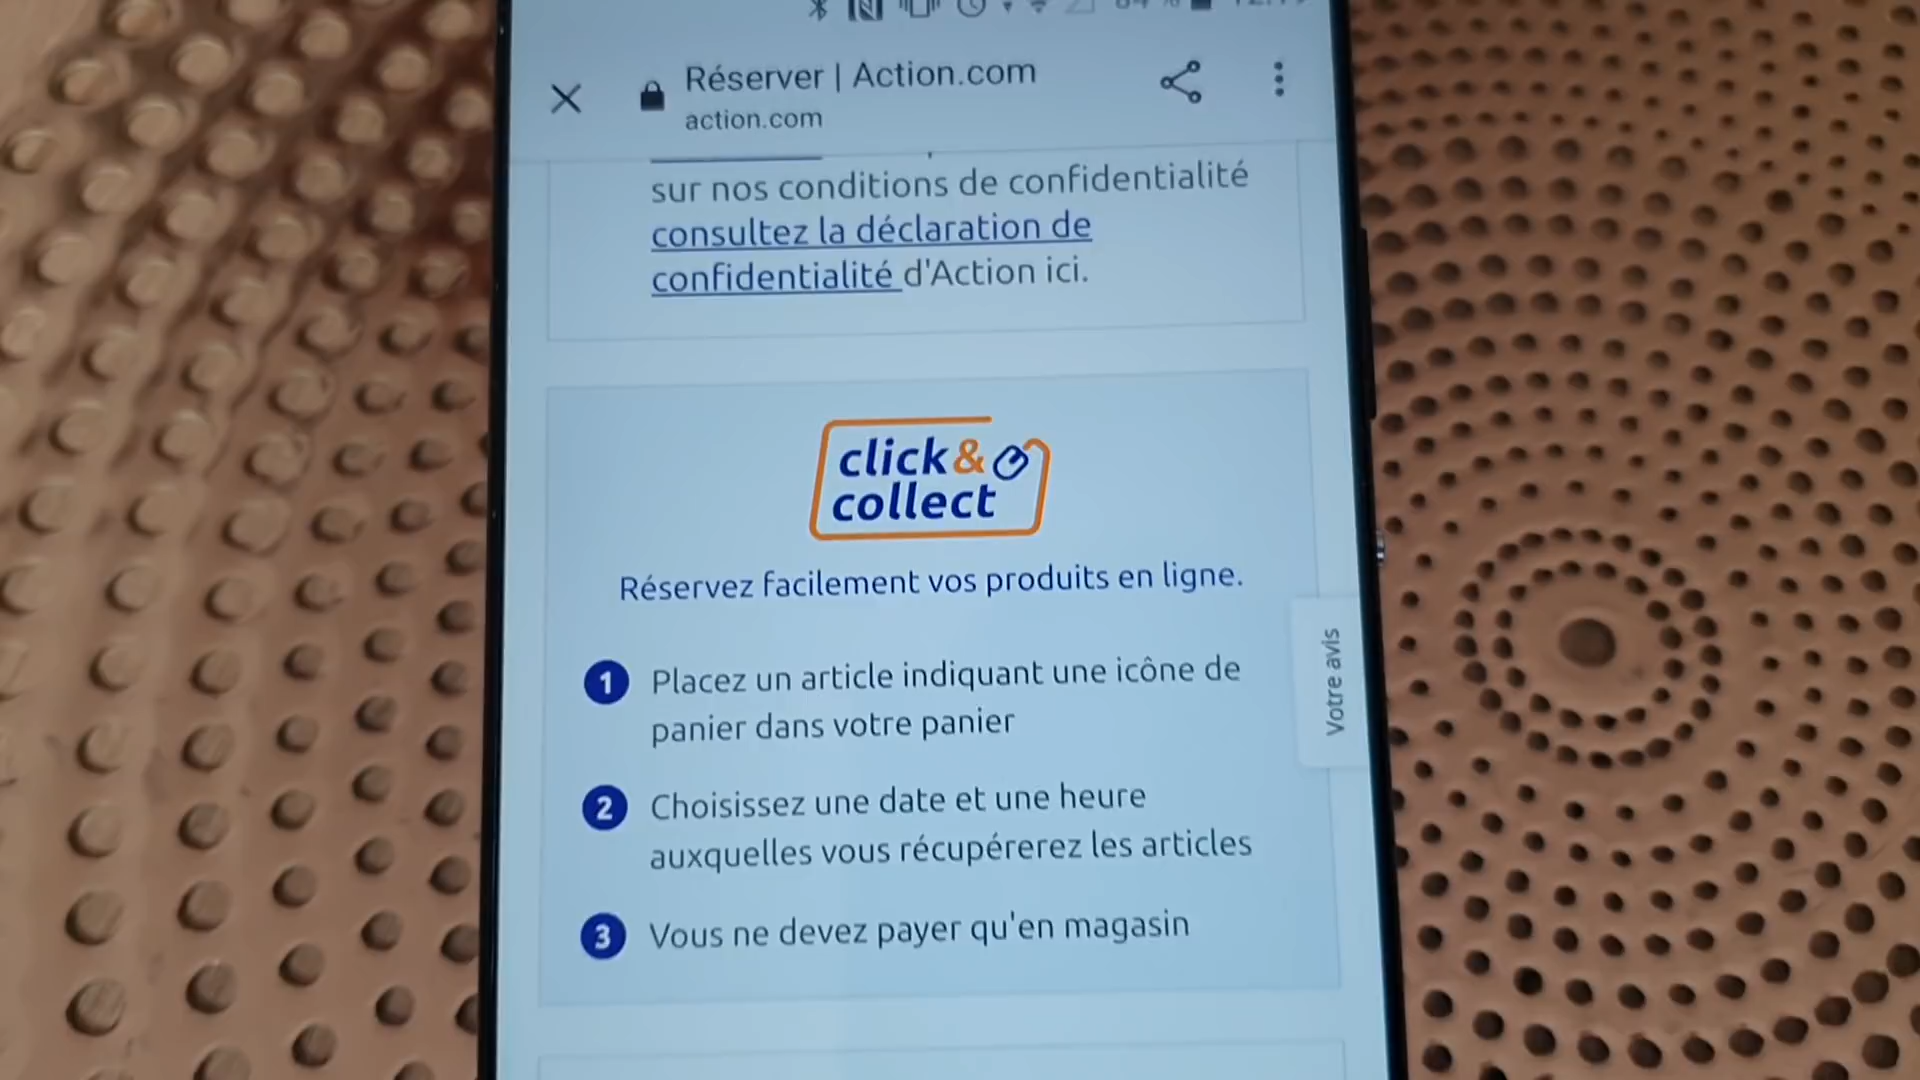 Réserver | Action.com
action.com
sur nos conditions de confidentialité
consultez la déclaration de
confidentialité d'Action ici.
click&
collect
Réservez facilement vos produits en ligne.
1 Placez un article indiquant une icône de
panier dans votre panier
2 Choisissez une date et une heure
auxquelles vous récupérerez les articles
3 Vous ne devez payer qu'en magasin
Votre avis